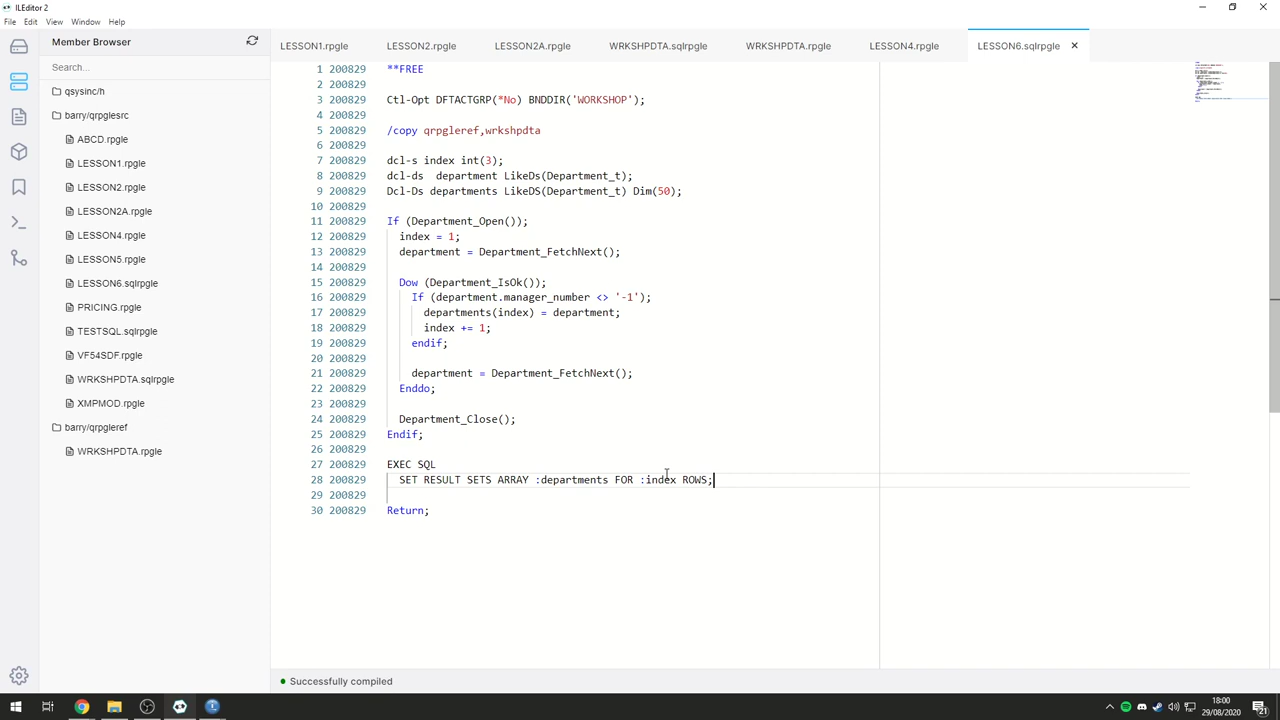 ILEditor 2
File Edit View Window Help
Member Browser
Search...
qsysinc/h
barry/qrpglesrc
ABCD.rpgle
LESSON1.rpgle
LESSON2.rpgle
LESSON2A.rpgle
LESSON4.rpgle
LESSON5.rpgle
LESSON6.sqlrpgle
PRICING.rpgle
TESTSQL.sqlrpgle
VF54SDF.rpgle
WRKSHPDTA.sqlrpgle
XMPMOD.rpgle
barry/qrpgleref
WRKSHPDTA.rpgle
LESSON1.rpgle LESSON2.rpgle LESSON2A.rpgle WRKSHPDTA.sqlrpgle WRKSHPDTA.rpgle LESSON4.rpgle LESSON6.sqlrpgle
1 200829 **FREE
2 200829
3 200829 Ctl-Opt DFTACTGRP(*No) BNDDIR('WORKSHOP');
4 200829
5 200829 /copy qrpgleref,wrkshpdta
6 200829
7 200829 dcl-s index int(3);
8 200829 dcl-ds  department LikeDs(Department_t);
9 200829 Dcl-Ds departments LikeDS(Department_t) Dim(50);
10 200829
11 200829 If (Department_Open());
12 200829   index = 1;
13 200829   department = Department_FetchNext();
14 200829
15 200829   Dow (Department_IsOk());
16 200829     If (department.manager_number <> '-1');
17 200829       departments(index) = department;
18 200829       index += 1;
19 200829     endif;
20 200829
21 200829     department = Department_FetchNext();
22 200829   Enddo;
23 200829
24 200829   Department_Close();
25 200829 Endif;
26 200829
27 200829 EXEC SQL
28 200829   SET RESULT SETS ARRAY :departments FOR :index ROWS;
29 200829
30 200829 Return;
Successfully compiled
18:00
29/08/2020
21